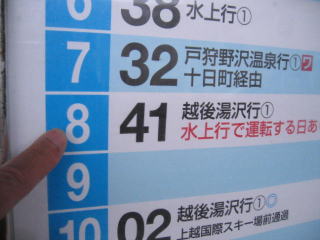 6 38 水上行①
7 32 戸狩野沢温泉行①ワ
十日町経由
8 41 越後湯沢行①
水上行で運転する日あ
9
10 02 越後湯沢行①◎
上越国際スキー場前通過